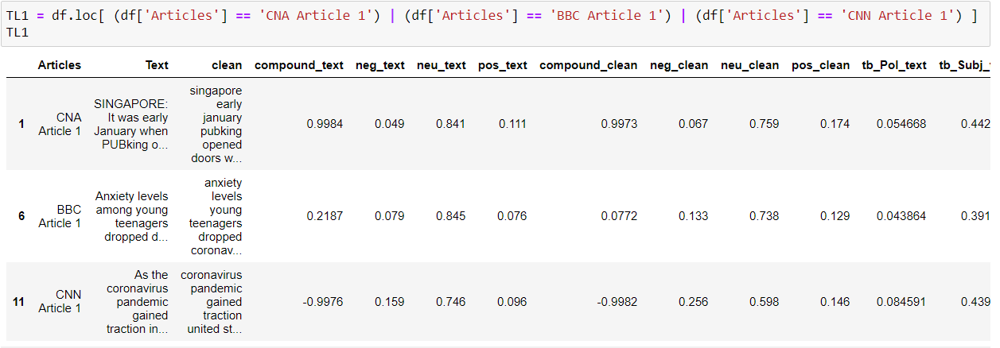 TL1 = df.loc[ (df['Articles'] == 'CNA Article 1') | (df['Articles'] == 'BBC Article 1') | (df['Articles'] == 'CNN Article 1') ]
TL1
Articles Text clean compound_text neg_text neu_text pos_text compound_clean neg_clean neu_clean pos_clean tb_Pol_text tb_Subj_
singapore
SINGAPORE: early
CNA It was early january
1 Article 1 January when pubking 0.9984 0.049 0.841 0.111 0.9973 0.067 0.759 0.174 0.054668 0.442
PUBking o... opened
doors w...
anxiety
Anxiety levels levels
BBC among young young
6 Article 1 teenagers teenagers 0.2187 0.079 0.845 0.076 0.0772 0.133 0.738 0.129 0.043864 0.391
dropped d... dropped
coronav...
As the coronavirus
coronavirus pandemic
CNN pandemic gained
11 Article 1 gained traction -0.9976 0.159 0.746 0.096 -0.9982 0.256 0.598 0.146 0.084591 0.439
traction in... united st...